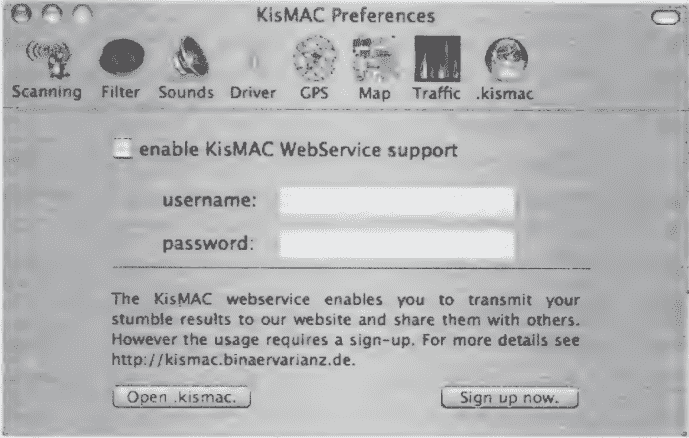 KisMAC Preferences
Scanning Filter Sounds Driver GPS Map Traffic .kismac
enable KisMAC WebService support
username:
password:
The KisMAC webservice enables you to transmit your
stumble results to our website and share them with others.
However the usage requires a sign-up. For more details see
http://kismac.binaervarianz.de.
Open .kismac.
Sign up now.